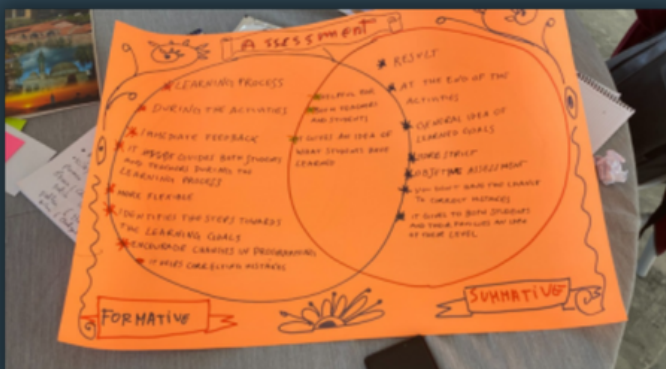 ASSESSMENT
LEARNING PROCESS
DURING THE ACTIVITIES
IMMEDIATE FEEDBACK
IT GUIDES BOTH STUDENTS
AND TEACHERS DURING THE
LEARNING PROCESS
MORE FLEXIBLE
IDENTIFIES THE STEPS TOWARDS
THE LEARNING GOALS
ENCOURAGE CHANGES IN PROGRAMMING
IT HELPS CORRECTING MISTAKES
HELPFUL FOR
BOTH TEACHERS
AND STUDENTS
GIVES AN IDEA OF
WHAT STUDENTS HAVE
LEARNED
RESULT
AT THE END OF THE
ACTIVITIES
GENERAL IDEA OF
LEARNED GOALS
MORE STRICT
OBJECTIVE ASSESSMENT
YOU DON'T HAVE THE CHANCE
TO CORRECT MISTAKES
IT GIVES TO BOTH STUDENTS
AND THEIR FAMILIES AN IDEA
OF THEIR LEVEL
FORMATIVE
SUMMATIVE